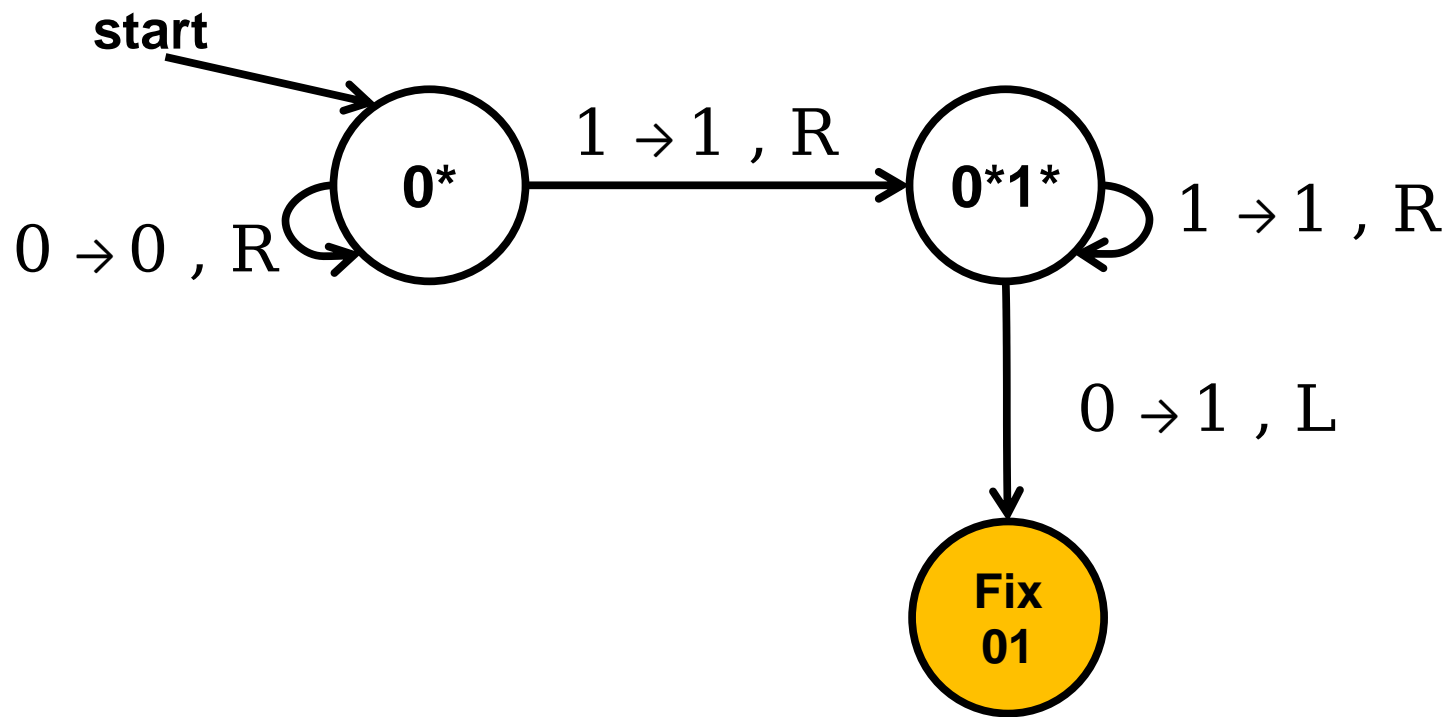 start
1 → 1 , R
0*
0*1*
1 → 1 , R
0 → 0 , R
0 → 1 , L
Fix
01